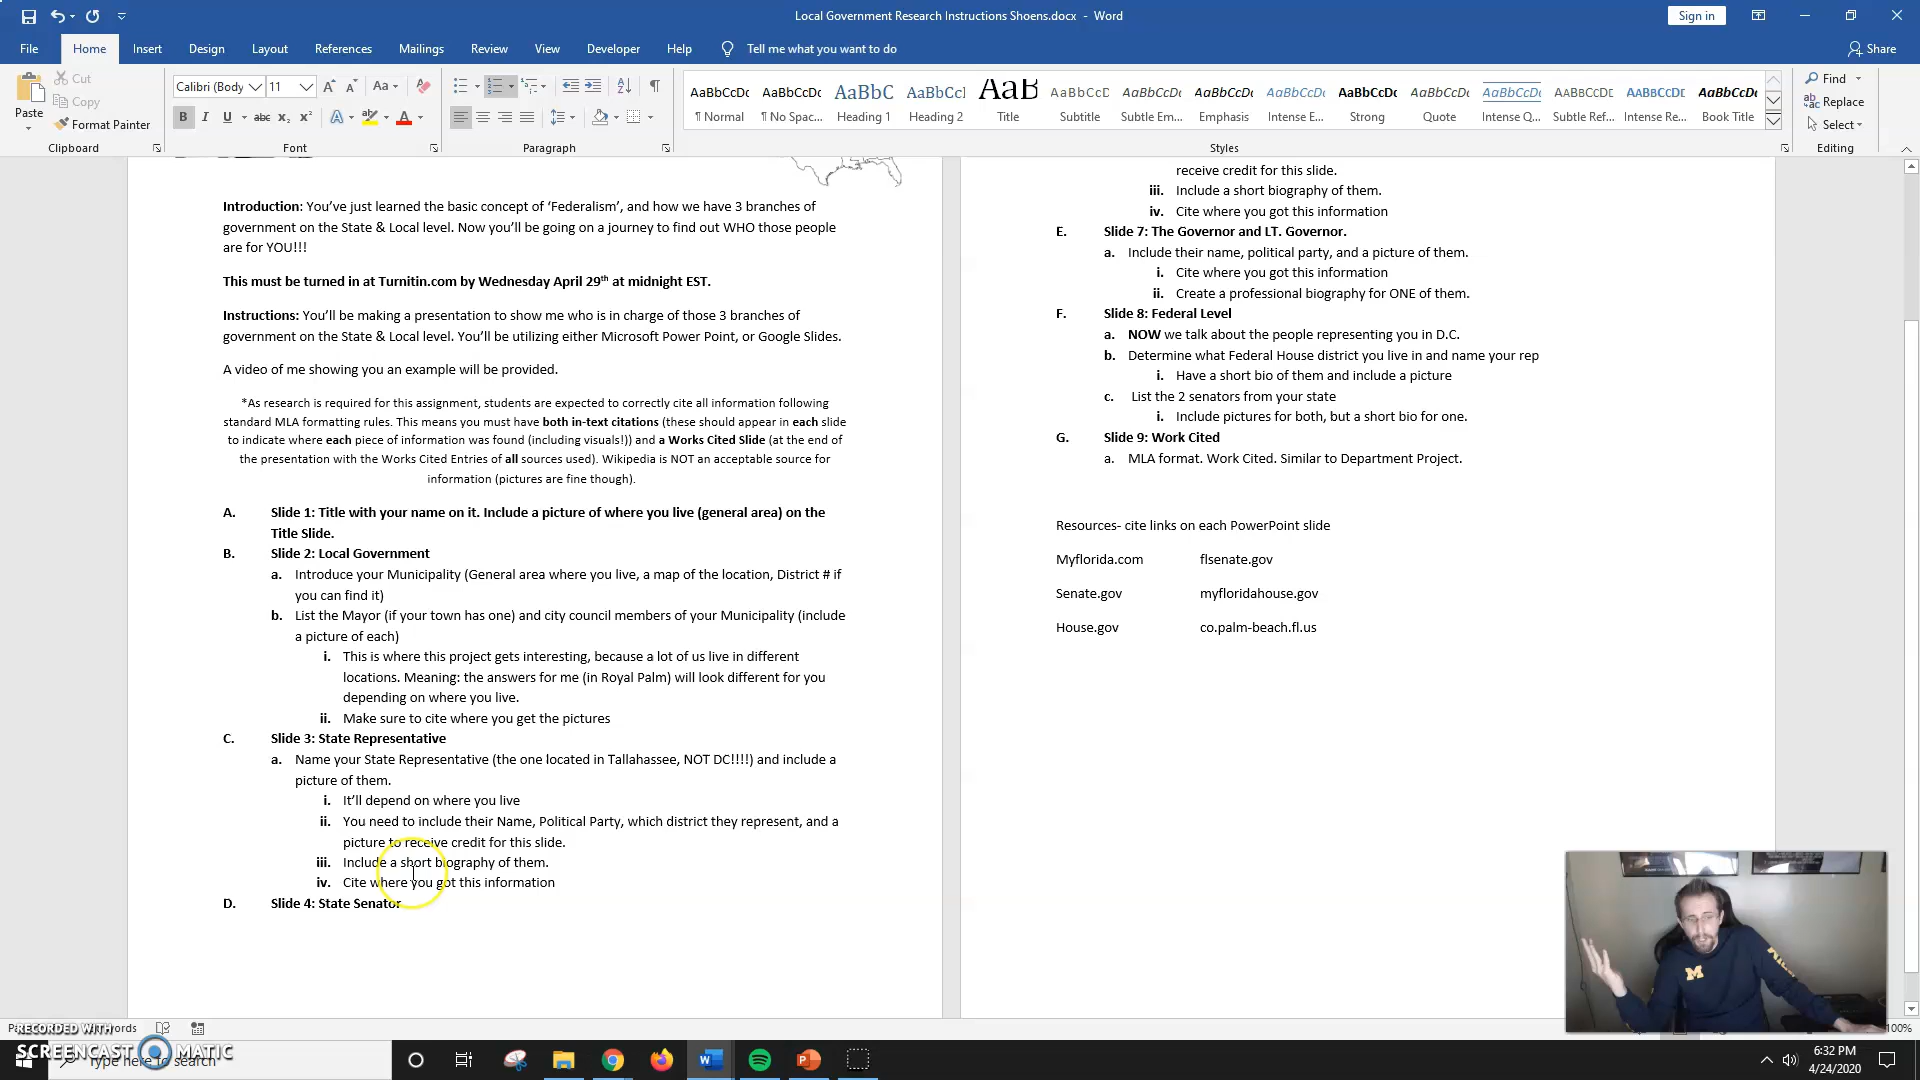 Local Government Research Instructions Shoens.docx - Word
Sign in
File Home Insert Design Layout References Mailings Review View Developer Help Tell me what you want to do Share
Cut
Copy
Paste
Format Painter
Calibri (Body 11
AaBbCcDc AaBbCcDc AaBbC AaBbCcI AaB AaBbCcD AaBbCcDc AaBbCcDc AaBbCcDc AaBbCcDc AaBbCcDc AaBbCcDc AABBCCDE AABBCCDE AaBbCcDc
¶ Normal ¶ No Spac... Heading 1 Heading 2 Title Subtitle Subtle Em... Emphasis Intense E... Strong Quote Intense Q... Subtle Ref... Intense Re... Book Title
Find
Replace
Select
Clipboard Font Paragraph Styles Editing
Introduction: You’ve just learned the basic concept of ‘Federalism’, and how we have 3 branches of
government on the State & Local level. Now you’ll be going on a journey to find out WHO those people
are for YOU!!!
This must be turned in at Turnitin.com by Wednesday April 29th at midnight EST.
Instructions: You’ll be making a presentation to show me who is in charge of those 3 branches of
government on the State & Local level. You’ll be utilizing either Microsoft Power Point, or Google Slides.
A video of me showing you an example will be provided.
*As research is required for this assignment, students are expected to correctly cite all information following
standard MLA formatting rules. This means you must have both in-text citations (these should appear in each slide
to indicate where each piece of information was found (including visuals!)) and a Works Cited Slide (at the end of
the presentation with the Works Cited Entries of all sources used). Wikipedia is NOT an acceptable source for
information (pictures are fine though).
A. Slide 1: Title with your name on it. Include a picture of where you live (general area) on the
Title Slide.
B. Slide 2: Local Government
a. Introduce your Municipality (General area where you live, a map of the location, District # if
you can find it)
b. List the Mayor (if your town has one) and city council members of your Municipality (include
a picture of each)
i. This is where this project gets interesting, because a lot of us live in different
locations. Meaning: the answers for me (in Royal Palm) will look different for you
depending on where you live.
ii. Make sure to cite where you get the pictures
C. Slide 3: State Representative
a. Name your State Representative (the one located in Tallahassee, NOT DC!!!!) and include a
picture of them.
i. It’ll depend on where you live
ii. You need to include their Name, Political Party, which district they represent, and a
picture to receive credit for this slide.
iii. Include a short biography of them.
iv. Cite where you got this information
D. Slide 4: State Senator
receive credit for this slide.
iii. Include a short biography of them.
iv. Cite where you got this information
E. Slide 7: The Governor and LT. Governor.
a. Include their name, political party, and a picture of them.
i. Cite where you got this information
ii. Create a professional biography for ONE of them.
F. Slide 8: Federal Level
a. NOW we talk about the people representing you in D.C.
b. Determine what Federal House district you live in and name your rep
i. Have a short bio of them and include a picture
c. List the 2 senators from your state
i. Include pictures for both, but a short bio for one.
G. Slide 9: Work Cited
a. MLA format. Work Cited. Similar to Department Project.
Resources- cite links on each PowerPoint slide
Myflorida.com flsenate.gov
Senate.gov myfloridahouse.gov
House.gov co.palm-beach.fl.us
RECORDED WITH words
100%
SCREENCAST MATIC
Type here to search
6:32 PM
4/24/2020